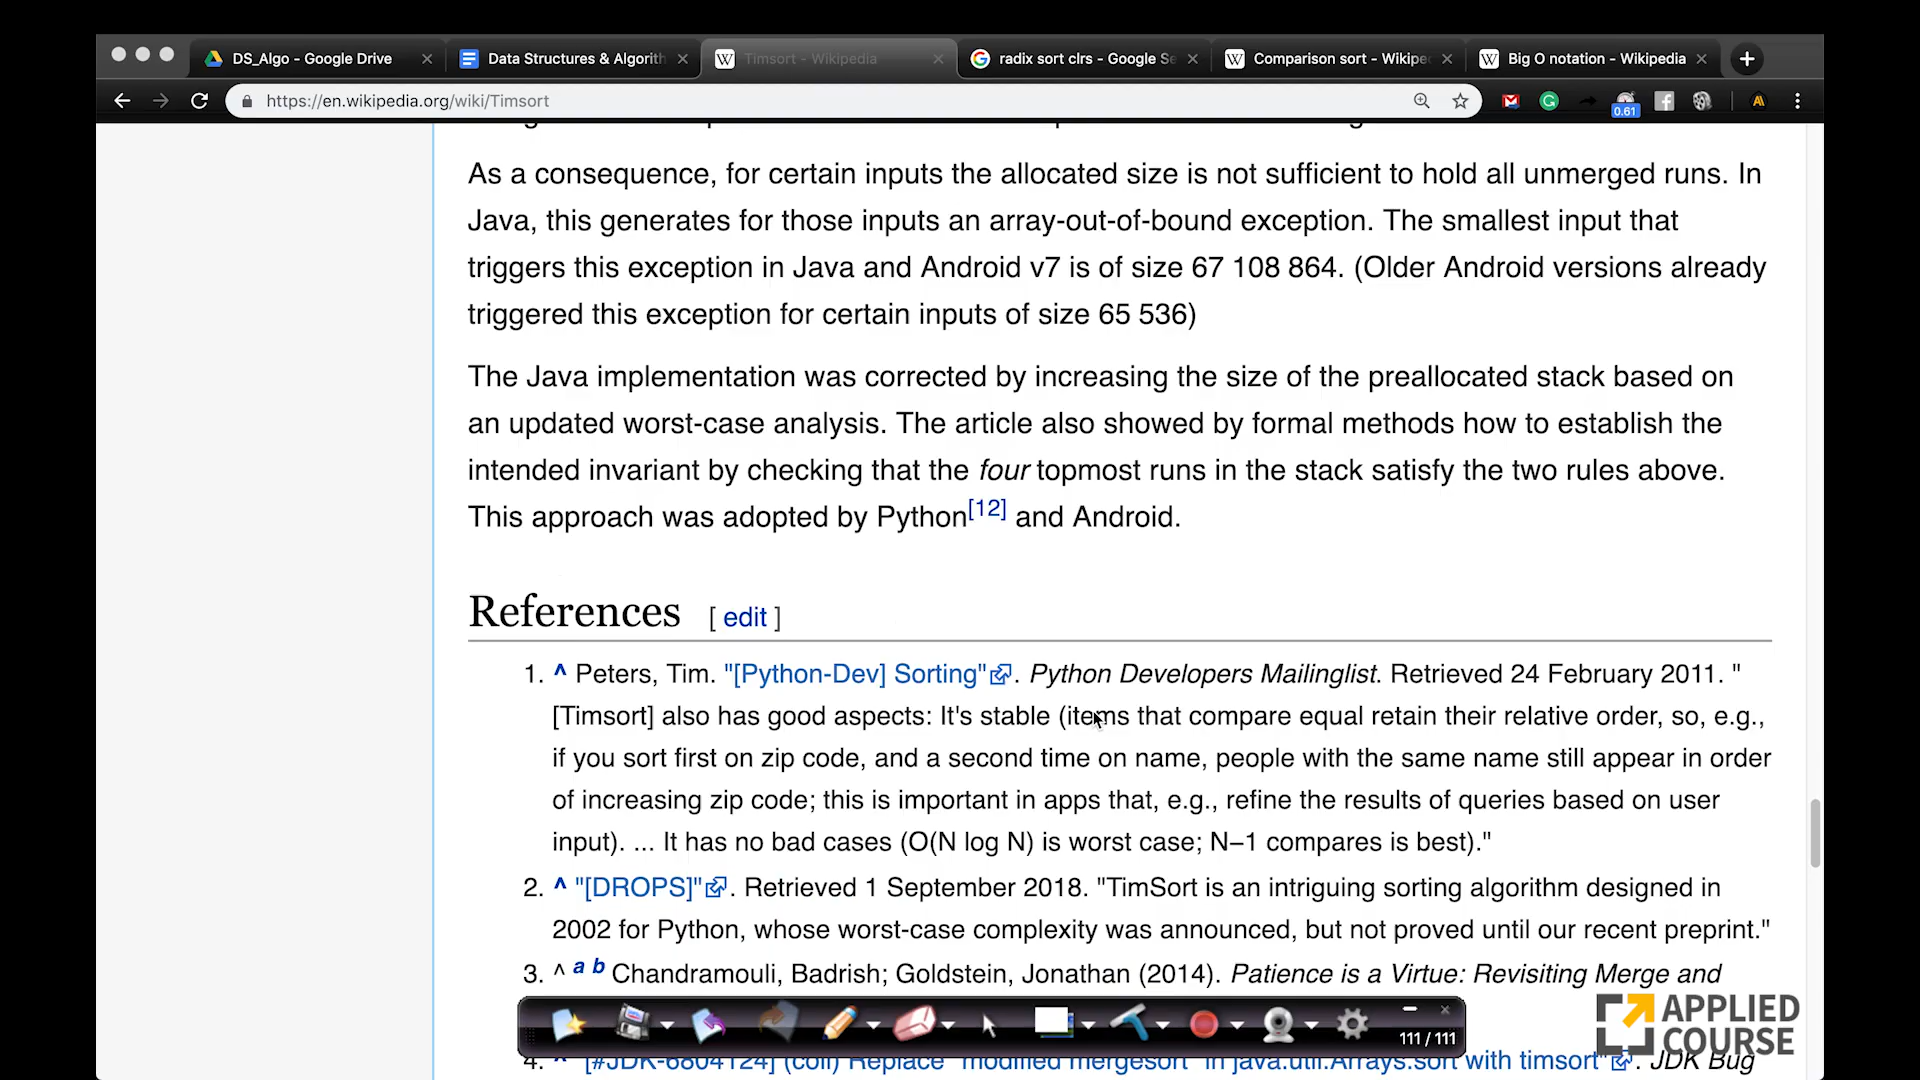 DS_Algo - Google Drive
Data Structures & Algorith
Timsort - Wikipedia
radix sort clrs - Google Se
Comparison sort - Wikipe
Big O notation - Wikipedia
https://en.wikipedia.org/wiki/Timsort
0.61
As a consequence, for certain inputs the allocated size is not sufficient to hold all unmerged runs. In
Java, this generates for those inputs an array-out-of-bound exception. The smallest input that
triggers this exception in Java and Android v7 is of size 67 108 864. (Older Android versions already
triggered this exception for certain inputs of size 65 536)
The Java implementation was corrected by increasing the size of the preallocated stack based on
an updated worst-case analysis. The article also showed by formal methods how to establish the
intended invariant by checking that the four topmost runs in the stack satisfy the two rules above.
This approach was adopted by Python[12] and Android.
References [ edit ]
1. ^ Peters, Tim. "[Python-Dev] Sorting". Python Developers Mailinglist. Retrieved 24 February 2011. "
[Timsort] also has good aspects: It's stable (items that compare equal retain their relative order, so, e.g.,
if you sort first on zip code, and a second time on name, people with the same name still appear in order
of increasing zip code; this is important in apps that, e.g., refine the results of queries based on user
input). ... It has no bad cases (O(N log N) is worst case; N−1 compares is best)."
2. ^ "[DROPS]". Retrieved 1 September 2018. "TimSort is an intriguing sorting algorithm designed in
2002 for Python, whose worst-case complexity was announced, but not proved until our recent preprint."
3. ^ a b Chandramouli, Badrish; Goldstein, Jonathan (2014). Patience is a Virtue: Revisiting Merge and
111 / 111
APPLIED
COURSE
4. ^ "[#JDK-6804124] (coll) Replace "modified mergesort" in java.util.Arrays.sort with timsort". JDK Bug